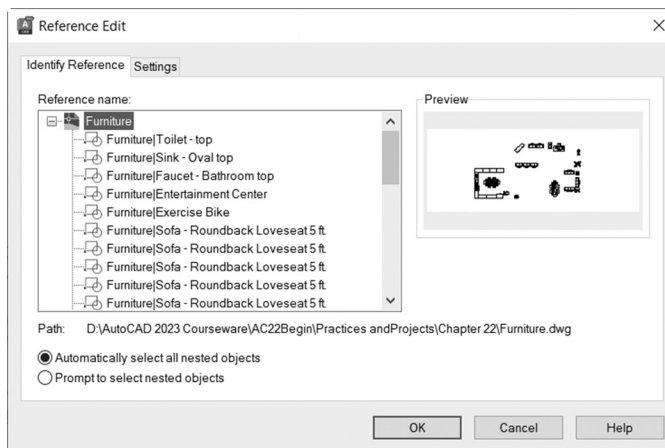 Reference Edit
Identify Reference Settings
Reference name:
Furniture
Furniture|Toilet - top
Furniture|Sink - Oval top
Furniture|Faucet - Bathroom top
Furniture|Entertainment Center
Furniture|Exercise Bike
Furniture|Sofa - Roundback Loveseat 5 ft.
Furniture|Sofa - Roundback Loveseat 5 ft.
Furniture|Sofa - Roundback Loveseat 5 ft.
Furniture|Sofa - Roundback Loveseat 5 ft.
Furniture|Sofa - Roundback Loveseat 5 ft.
Preview
Path: D:\AutoCAD 2023 Courseware\AC22Begin\Practices andProjects\Chapter 22\Furniture.dwg
Automatically select all nested objects
Prompt to select nested objects
OK Cancel Help